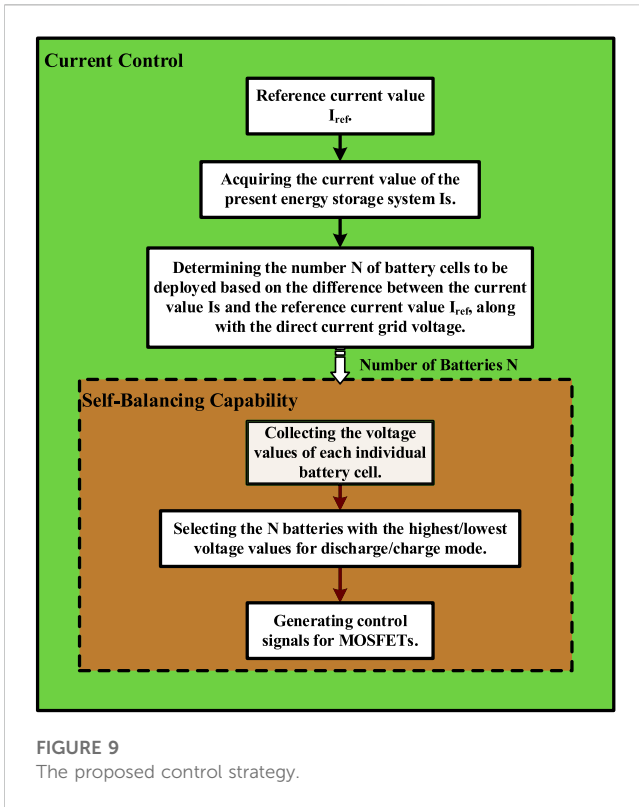 Current Control
Reference current value
I_ref.
Acquiring the current value of the
present energy storage system Is.
Determining the number N of battery cells to be
deployed based on the difference between the current
value Is and the reference current value I_ref, along
with the direct current grid voltage.
Number of Batteries N
Self-Balancing Capability
Collecting the voltage
values of each individual
battery cell.
Selecting the N batteries with the highest/lowest
voltage values for discharge/charge mode.
Generating control
signals for MOSFETs.
FIGURE 9
The proposed control strategy.